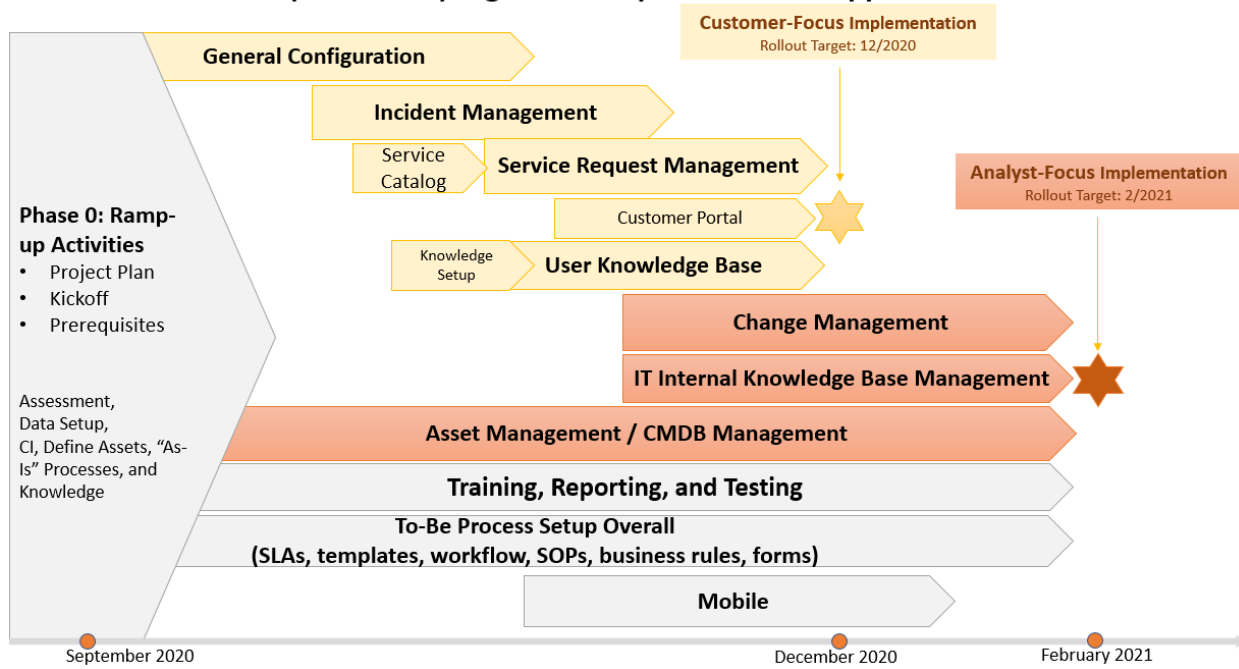 Customer-Focus Implementation
Rollout Target: 12/2020
General Configuration
Incident Management
Service
Catalog
Service Request Management
Analyst-Focus Implementation
Rollout Target: 2/2021
Customer Portal
Knowledge
Setup
User Knowledge Base
Phase 0: Ramp-
up Activities
• Project Plan
• Kickoff
• Prerequisites
Assessment,
Data Setup,
CI, Define Assets, “As-
Is” Processes, and
Knowledge
Change Management
IT Internal Knowledge Base Management
Asset Management / CMDB Management
Training, Reporting, and Testing
To-Be Process Setup Overall
(SLAs, templates, workflow, SOPs, business rules, forms)
Mobile
September 2020
December 2020
February 2021